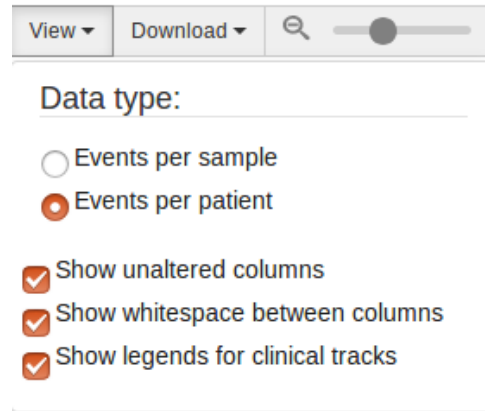 View Download
Data type:
Events per sample
Events per patient
Show unaltered columns
Show whitespace between columns
Show legends for clinical tracks